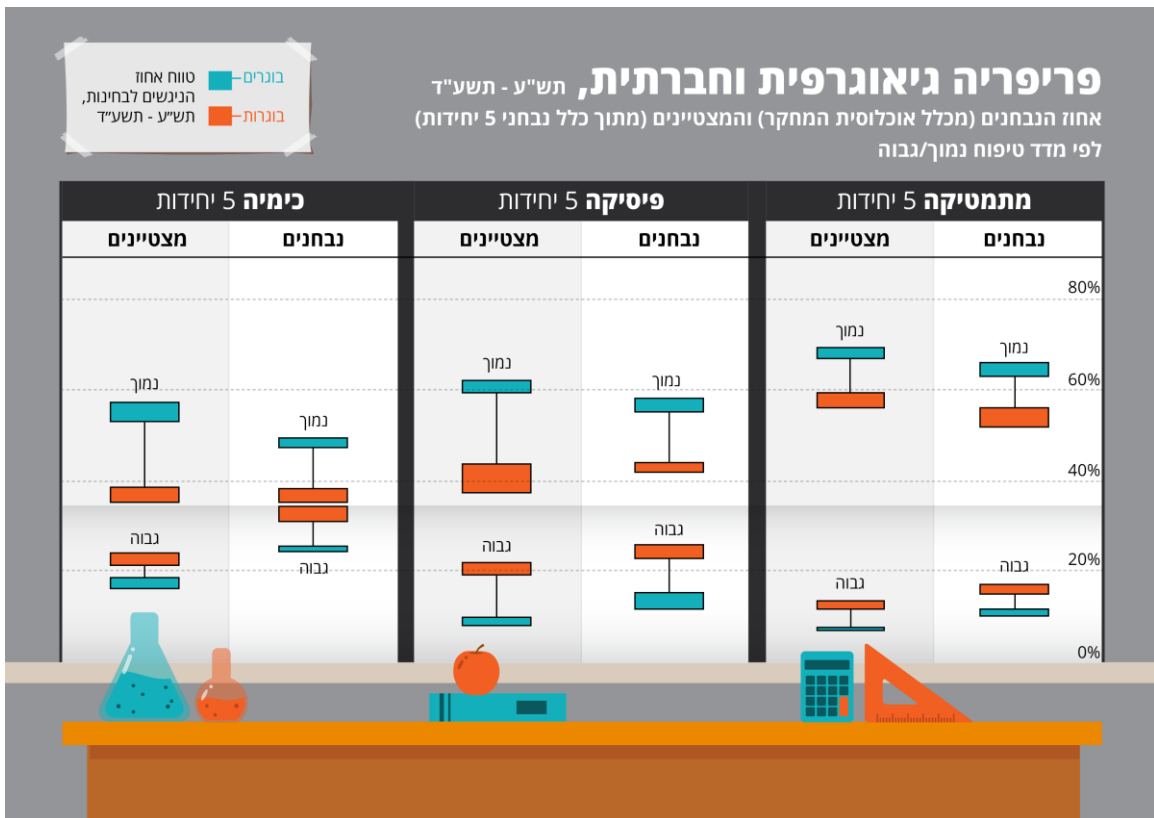 פריפריה גיאוגרפית וחברתית, תש"ע - תשע"ד
אחוז הנבחנים (מכלל אוכלוסית המחקר) והמצטיינים (מתוך כלל נבחני 5 יחידות)
לפי מדד טיפוח נמוך/גבוה
בוגרים
בוגרות
טווח אחוז
הניגשים לבחינות,
תש״ע - תשע״ד
מתמטיקה 5 יחידות
נבחנים
מצטיינים
80%
60%
40%
20%
0%
נמוך
גבוה
נמוך
גבוה
פיסיקה 5 יחידות
נבחנים
מצטיינים
נמוך
גבוה
נמוך
גבוה
כימיה 5 יחידות
נבחנים
מצטיינים
נמוך
גבוה
נמוך
גבוה